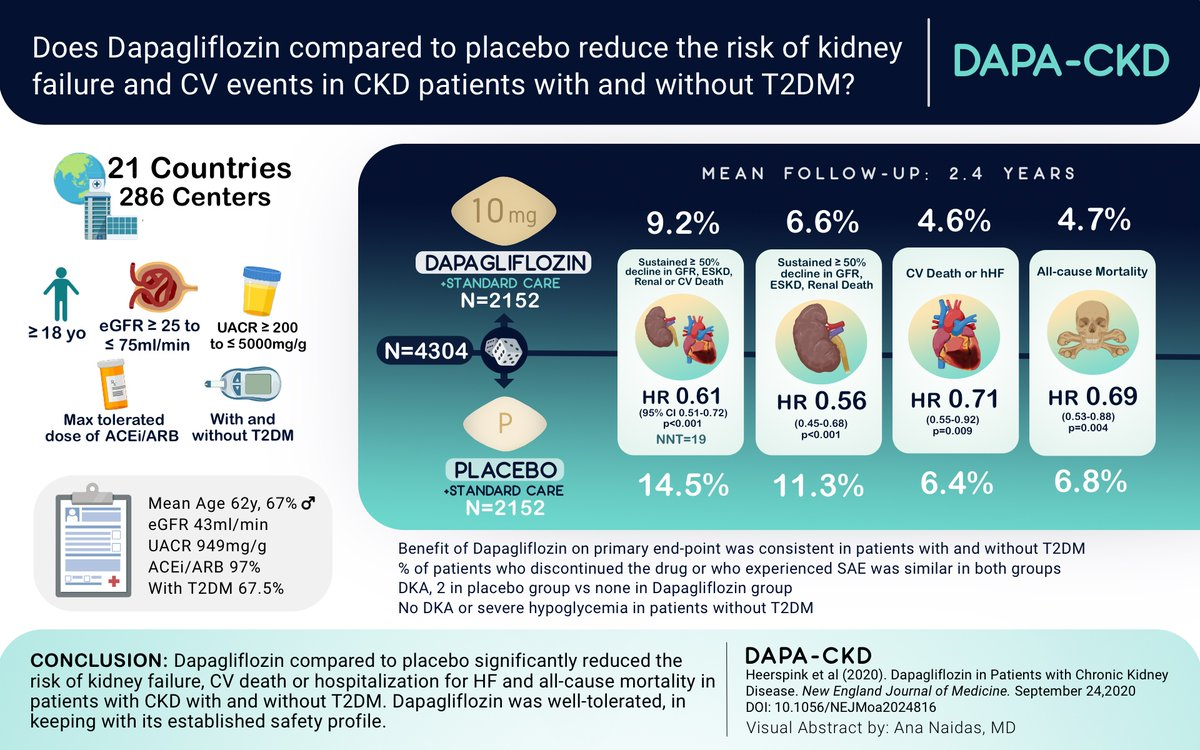 Does Dapagliflozin compared to placebo reduce the risk of kidney
failure and CV events in CKD patients with and without T2DM?
DAPA-CKD
21 Countries
286 Centers
≥ 18 yo
eGFR ≥ 25 to
≤ 75ml/min
UACR ≥ 200
to ≤ 5000mg/g
Max tolerated
dose of ACEi/ARB
With and
without T2DM
Mean Age 62y, 67% ♂
eGFR 43ml/min
UACR 949mg/g
ACEi/ARB 97%
With T2DM 67.5%
MEAN FOLLOW-UP: 2.4 YEARS
10 mg
DAPAGLIFLOZIN
+STANDARD CARE
N=2152
N=4304
P
PLACEBO
+STANDARD CARE
N=2152
9.2%
Sustained ≥ 50%
decline in GFR, ESKD,
Renal or CV Death
HR 0.61
(95% CI 0.51-0.72)
p<0.001
NNT=19
14.5%
6.6%
Sustained ≥ 50%
decline in GFR,
ESKD, Renal Death
HR 0.56
(0.45-0.68)
p<0.001
11.3%
4.6%
CV Death or hHF
HR 0.71
(0.55-0.92)
p=0.009
6.4%
4.7%
All-cause Mortality
HR 0.69
(0.53-0.88)
p=0.004
6.8%
Benefit of Dapagliflozin on primary end-point was consistent in patients with and without T2DM
% of patients who discontinued the drug or who experienced SAE was similar in both groups
DKA, 2 in placebo group vs none in Dapagliflozin group
No DKA or severe hypoglycemia in patients without T2DM
CONCLUSION: Dapagliflozin compared to placebo significantly reduced the
risk of kidney failure, CV death or hospitalization for HF and all-cause mortality in
patients with CKD with and without T2DM. Dapagliflozin was well-tolerated, in
keeping with its established safety profile.
DAPA-CKD
Heerspink et al (2020). Dapagliflozin in Patients with Chronic Kidney
Disease. New England Journal of Medicine. September 24,2020
DOI: 10.1056/NEJMoa2024816
Visual Abstract by: Ana Naidas, MD